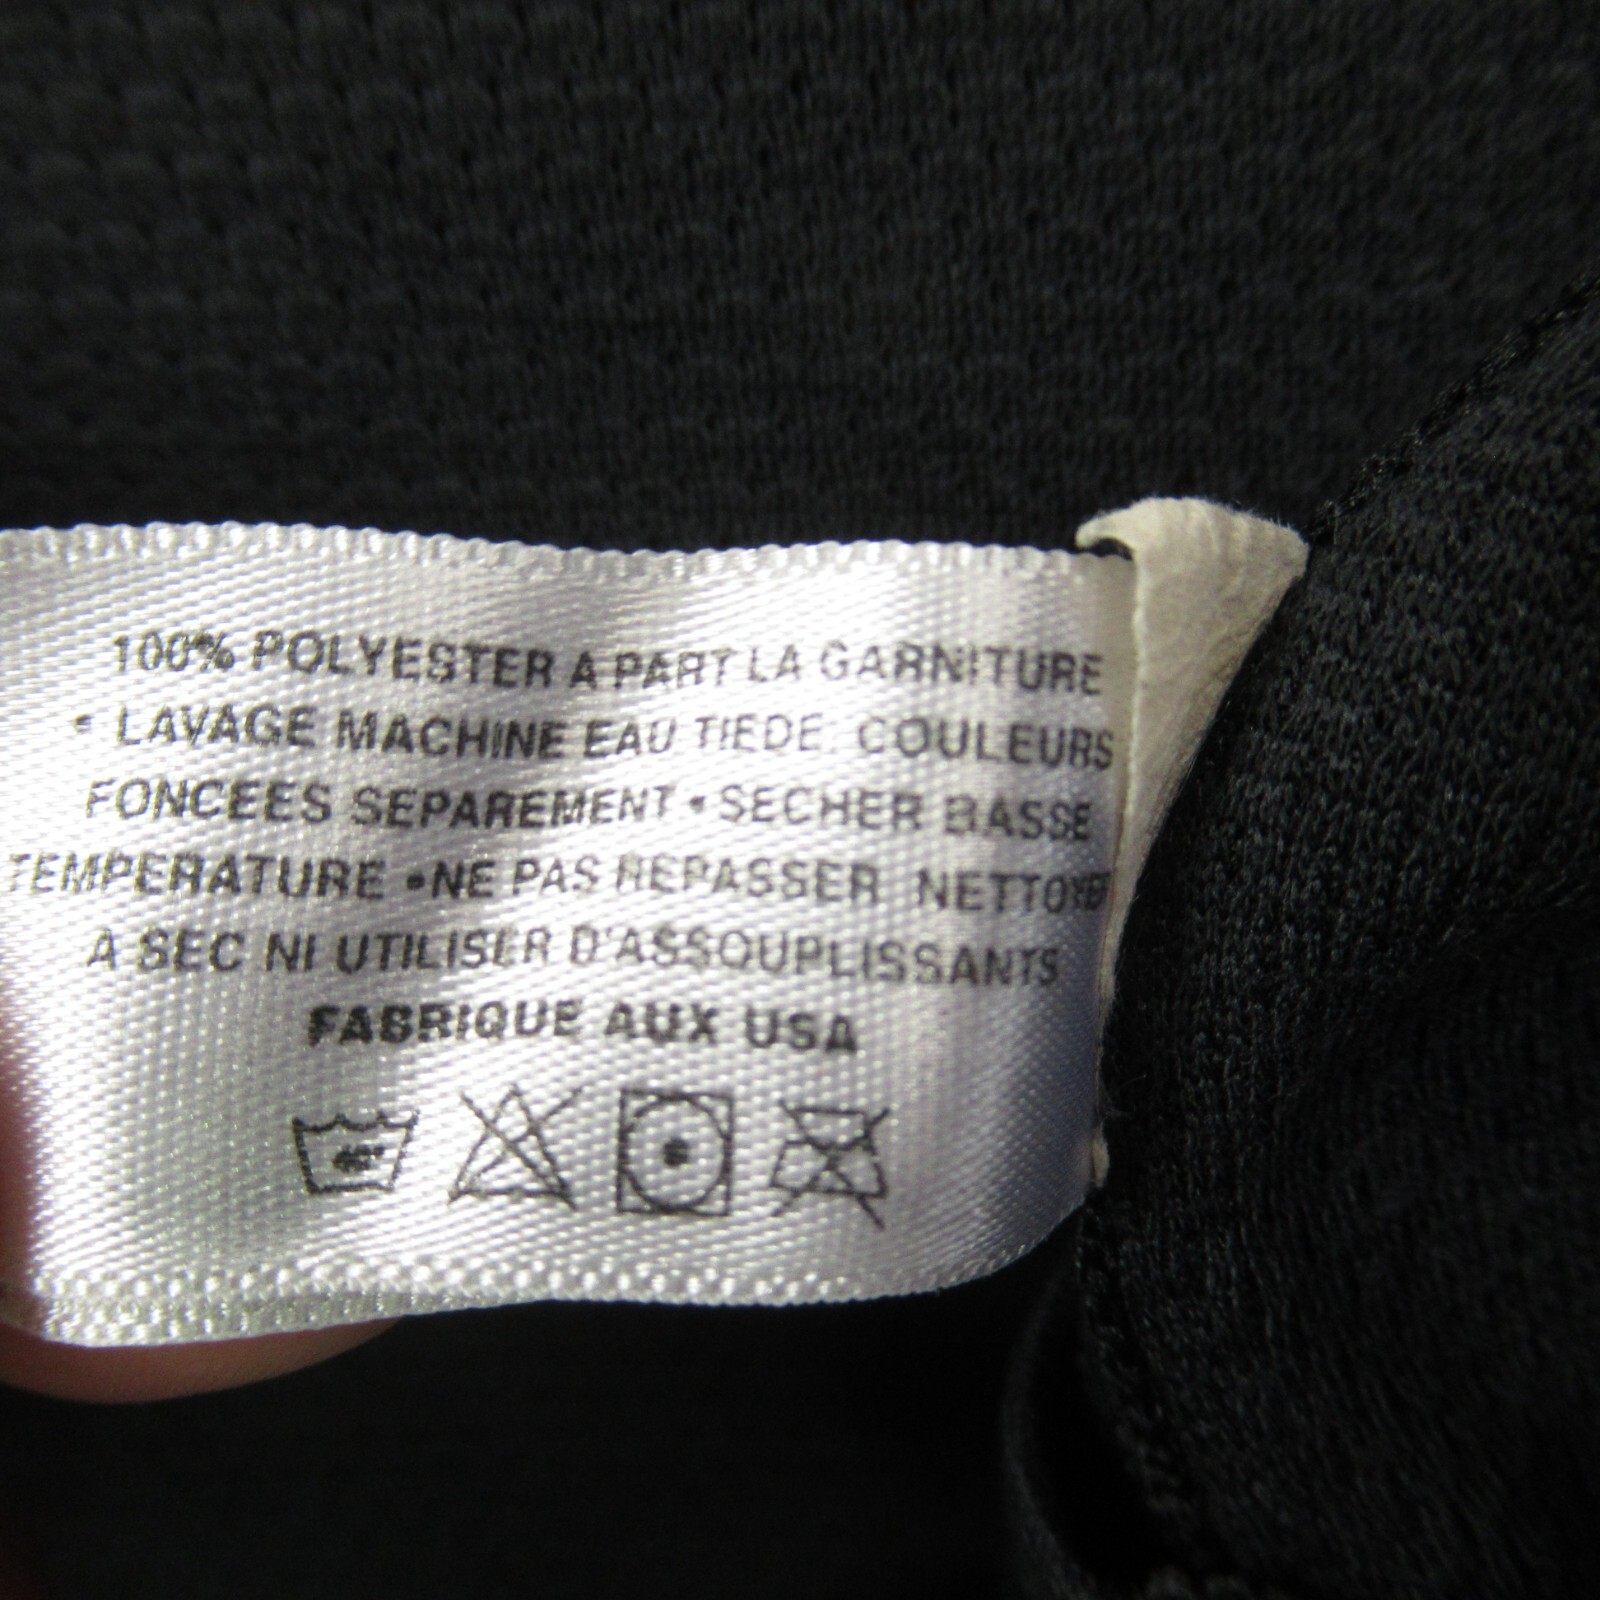 100% POLYESTER A PART LA GARNITURE
• LAVAGE MACHINE EAU TIEDE. COULEURS
FONCEES SEPAREMENT • SECHER BASSE
TEMPERATURE • NE PAS REPASSER NETTOYER
A SEC NI UTILISER D'ASSOUPLISSANTS
FABRIQUE AUX USA